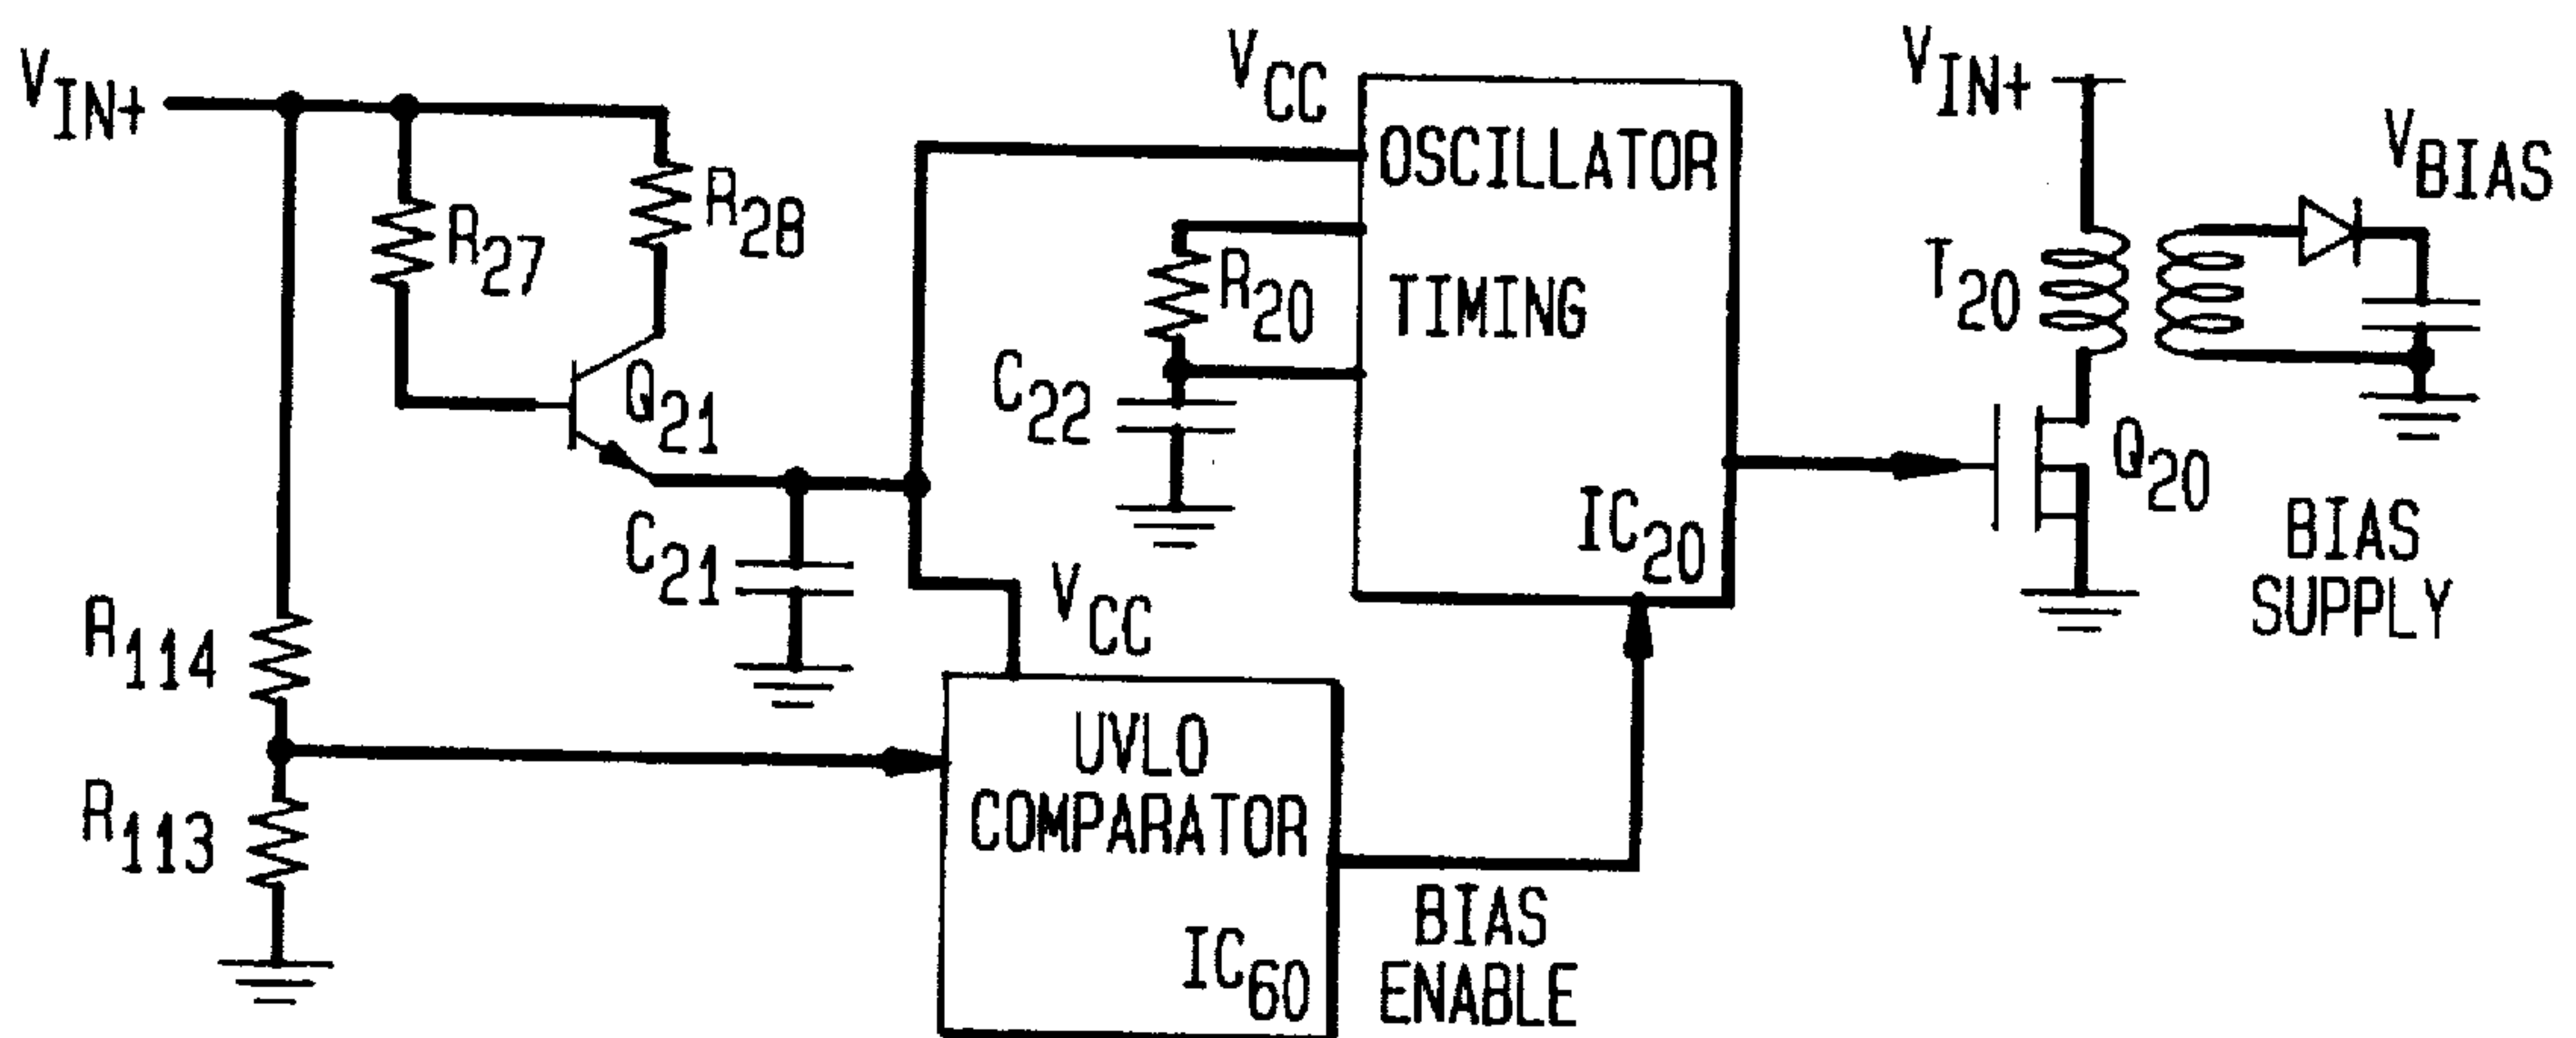 VIN+
R27
R28
Q21
C21
R114
R113
VCC
OSCILLATOR
TIMING
IC20
R20
C22
VCC
UVLO
COMPARATOR
IC60
BIAS
ENABLE
VIN+
T20
VBIAS
Q20
BIAS
SUPPLY